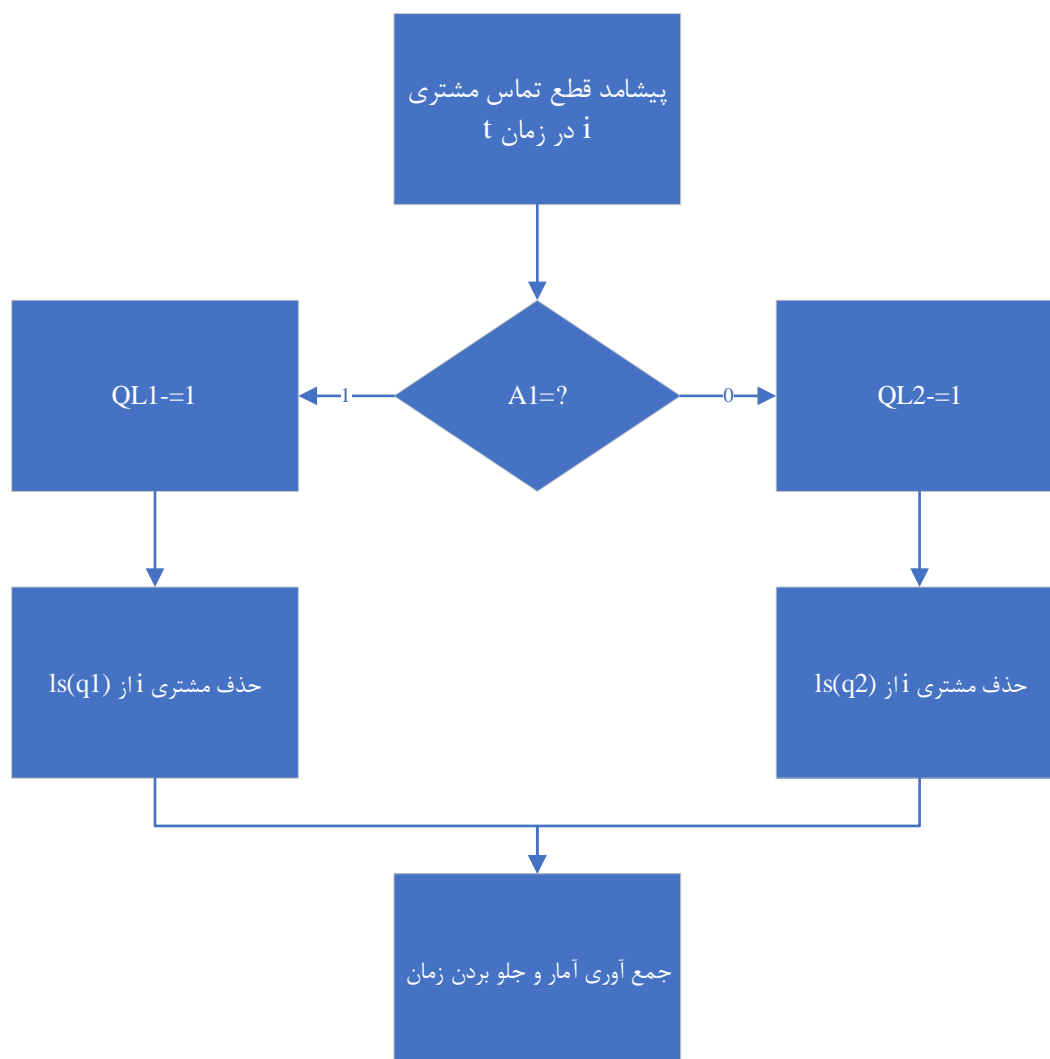 پیشامد قطع تماس مشتری
i در زمان t
QL1-=1
1
A1=?
0
QL2-=1
حذف مشتری i از ls(q1)
حذف مشتری i از ls(q2)
جمع آوری آمار و جلو بردن زمان